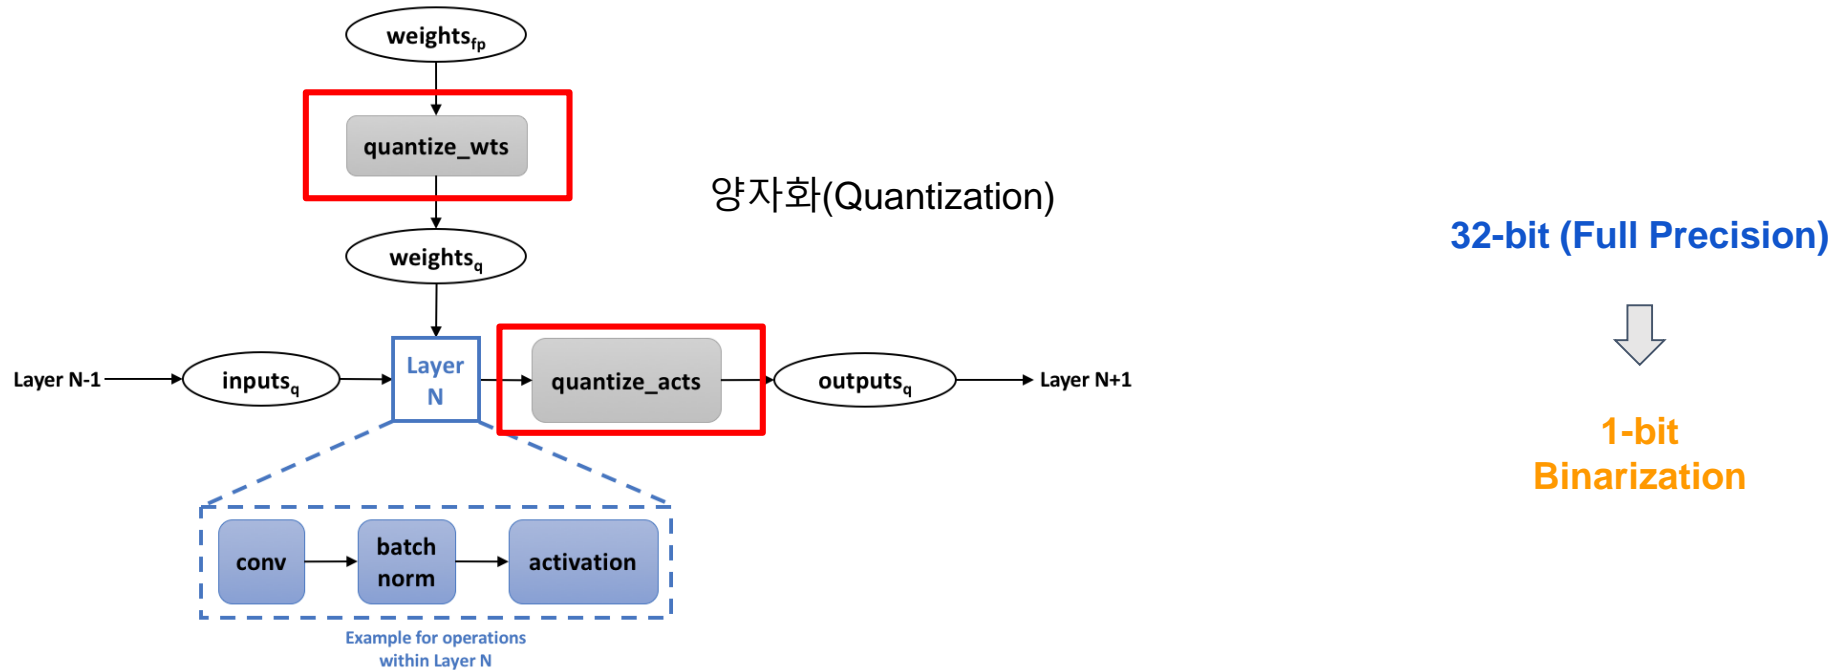 weightsfp
quantize_wts
양자화(Quantization)
32-bit (Full Precision)
weightsq
Layer N-1
inputsq
Layer
N
quantize_acts
outputsq
Layer N+1
1-bit
Binarization
conv
batch
norm
activation
Example for operations
within Layer N